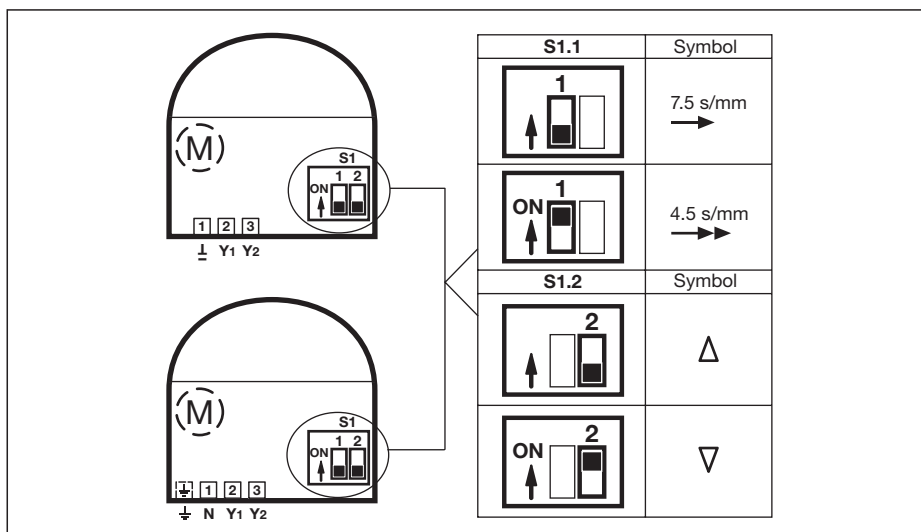 (M)
S1
1 2
ON
1 2 3
Y1 Y2
(M)
S1
1 2
ON
1 2 3
N Y1 Y2
S1.1 Symbol
1
7.5 s/mm
1
ON
4.5 s/mm
S1.2 Symbol
2
2
ON